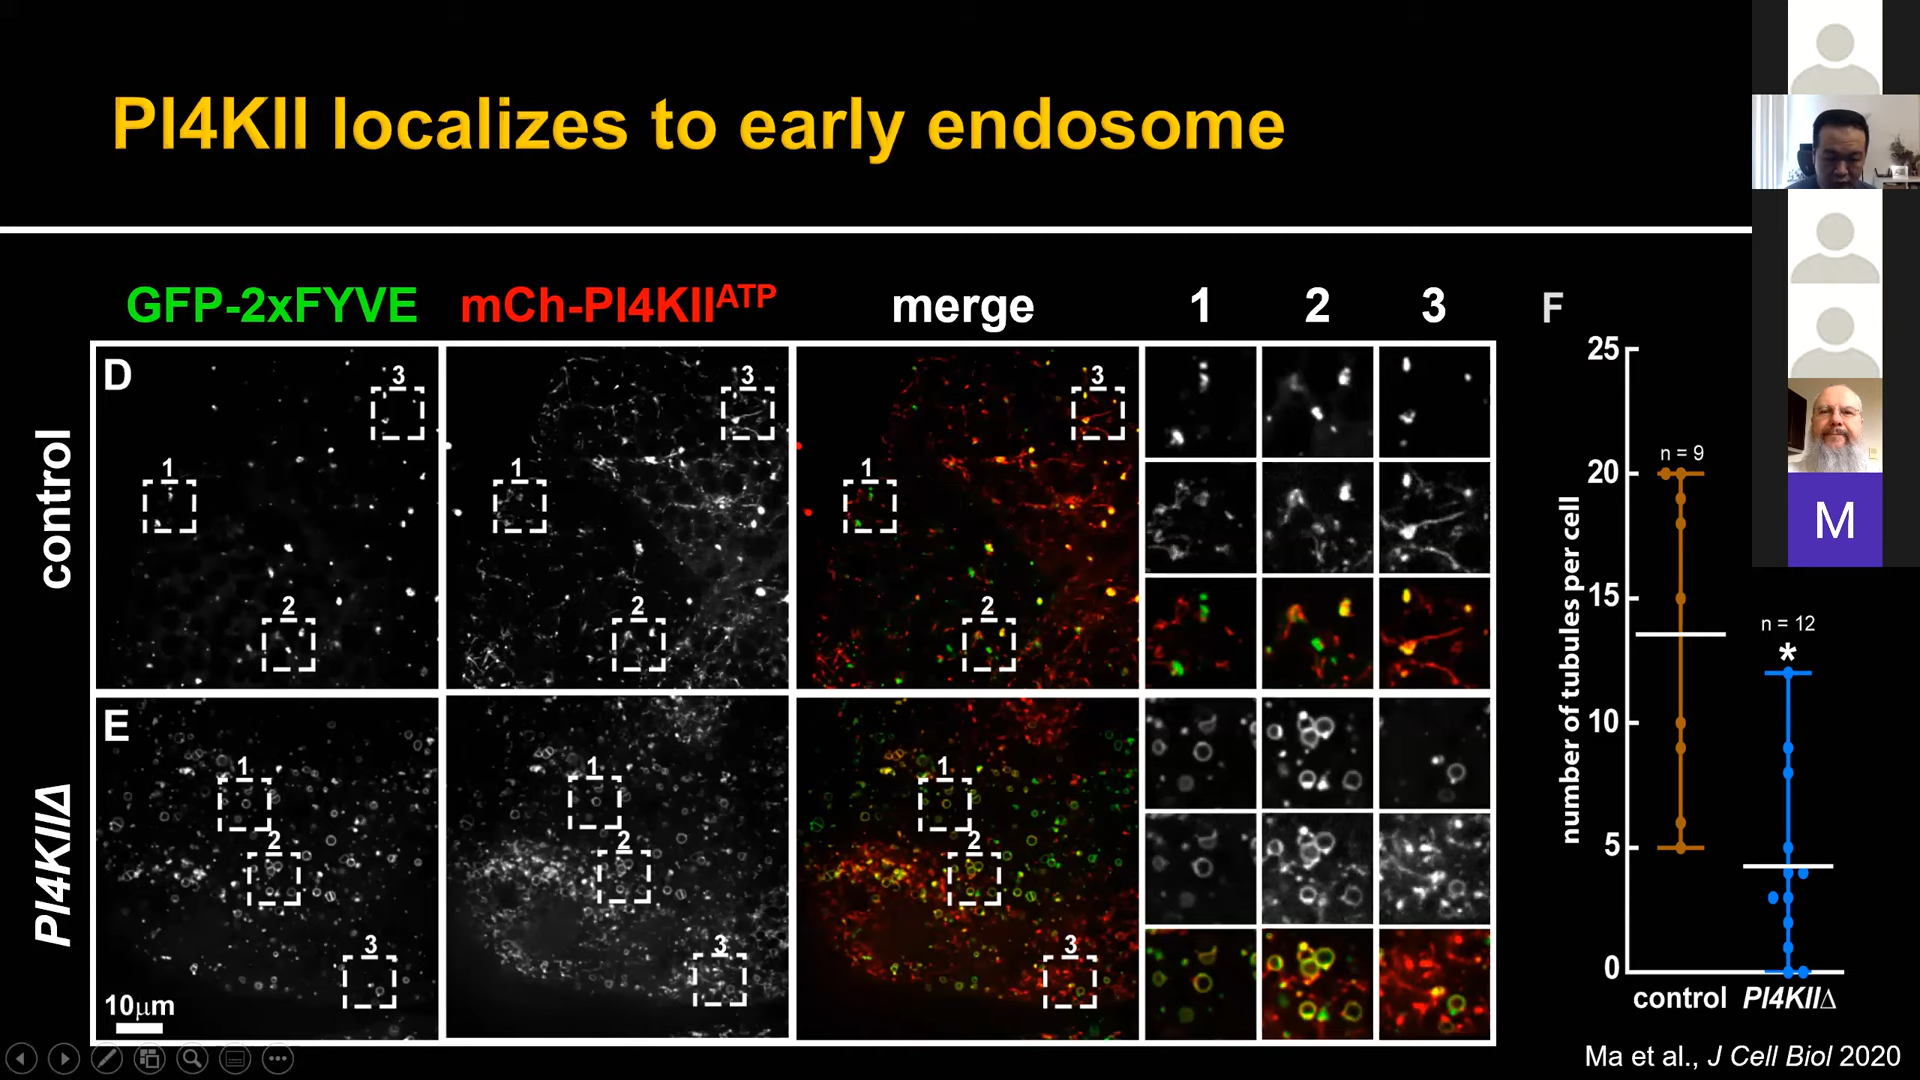 PI4KII localizes to early endosome
GFP-2xFYVE mCh-PI4KIIᴬᵀᴾ merge 1 2 3 F
control
D
3
1
2
3
1
2
3
1
2
PI4KIIΔ
E
1
2
3
1
2
3
1
2
3
10μm
number of tubules per cell
25
20
15
10
5
0
n = 9
n = 12
*
control PI4KIIΔ
M
Ma et al., J Cell Biol 2020